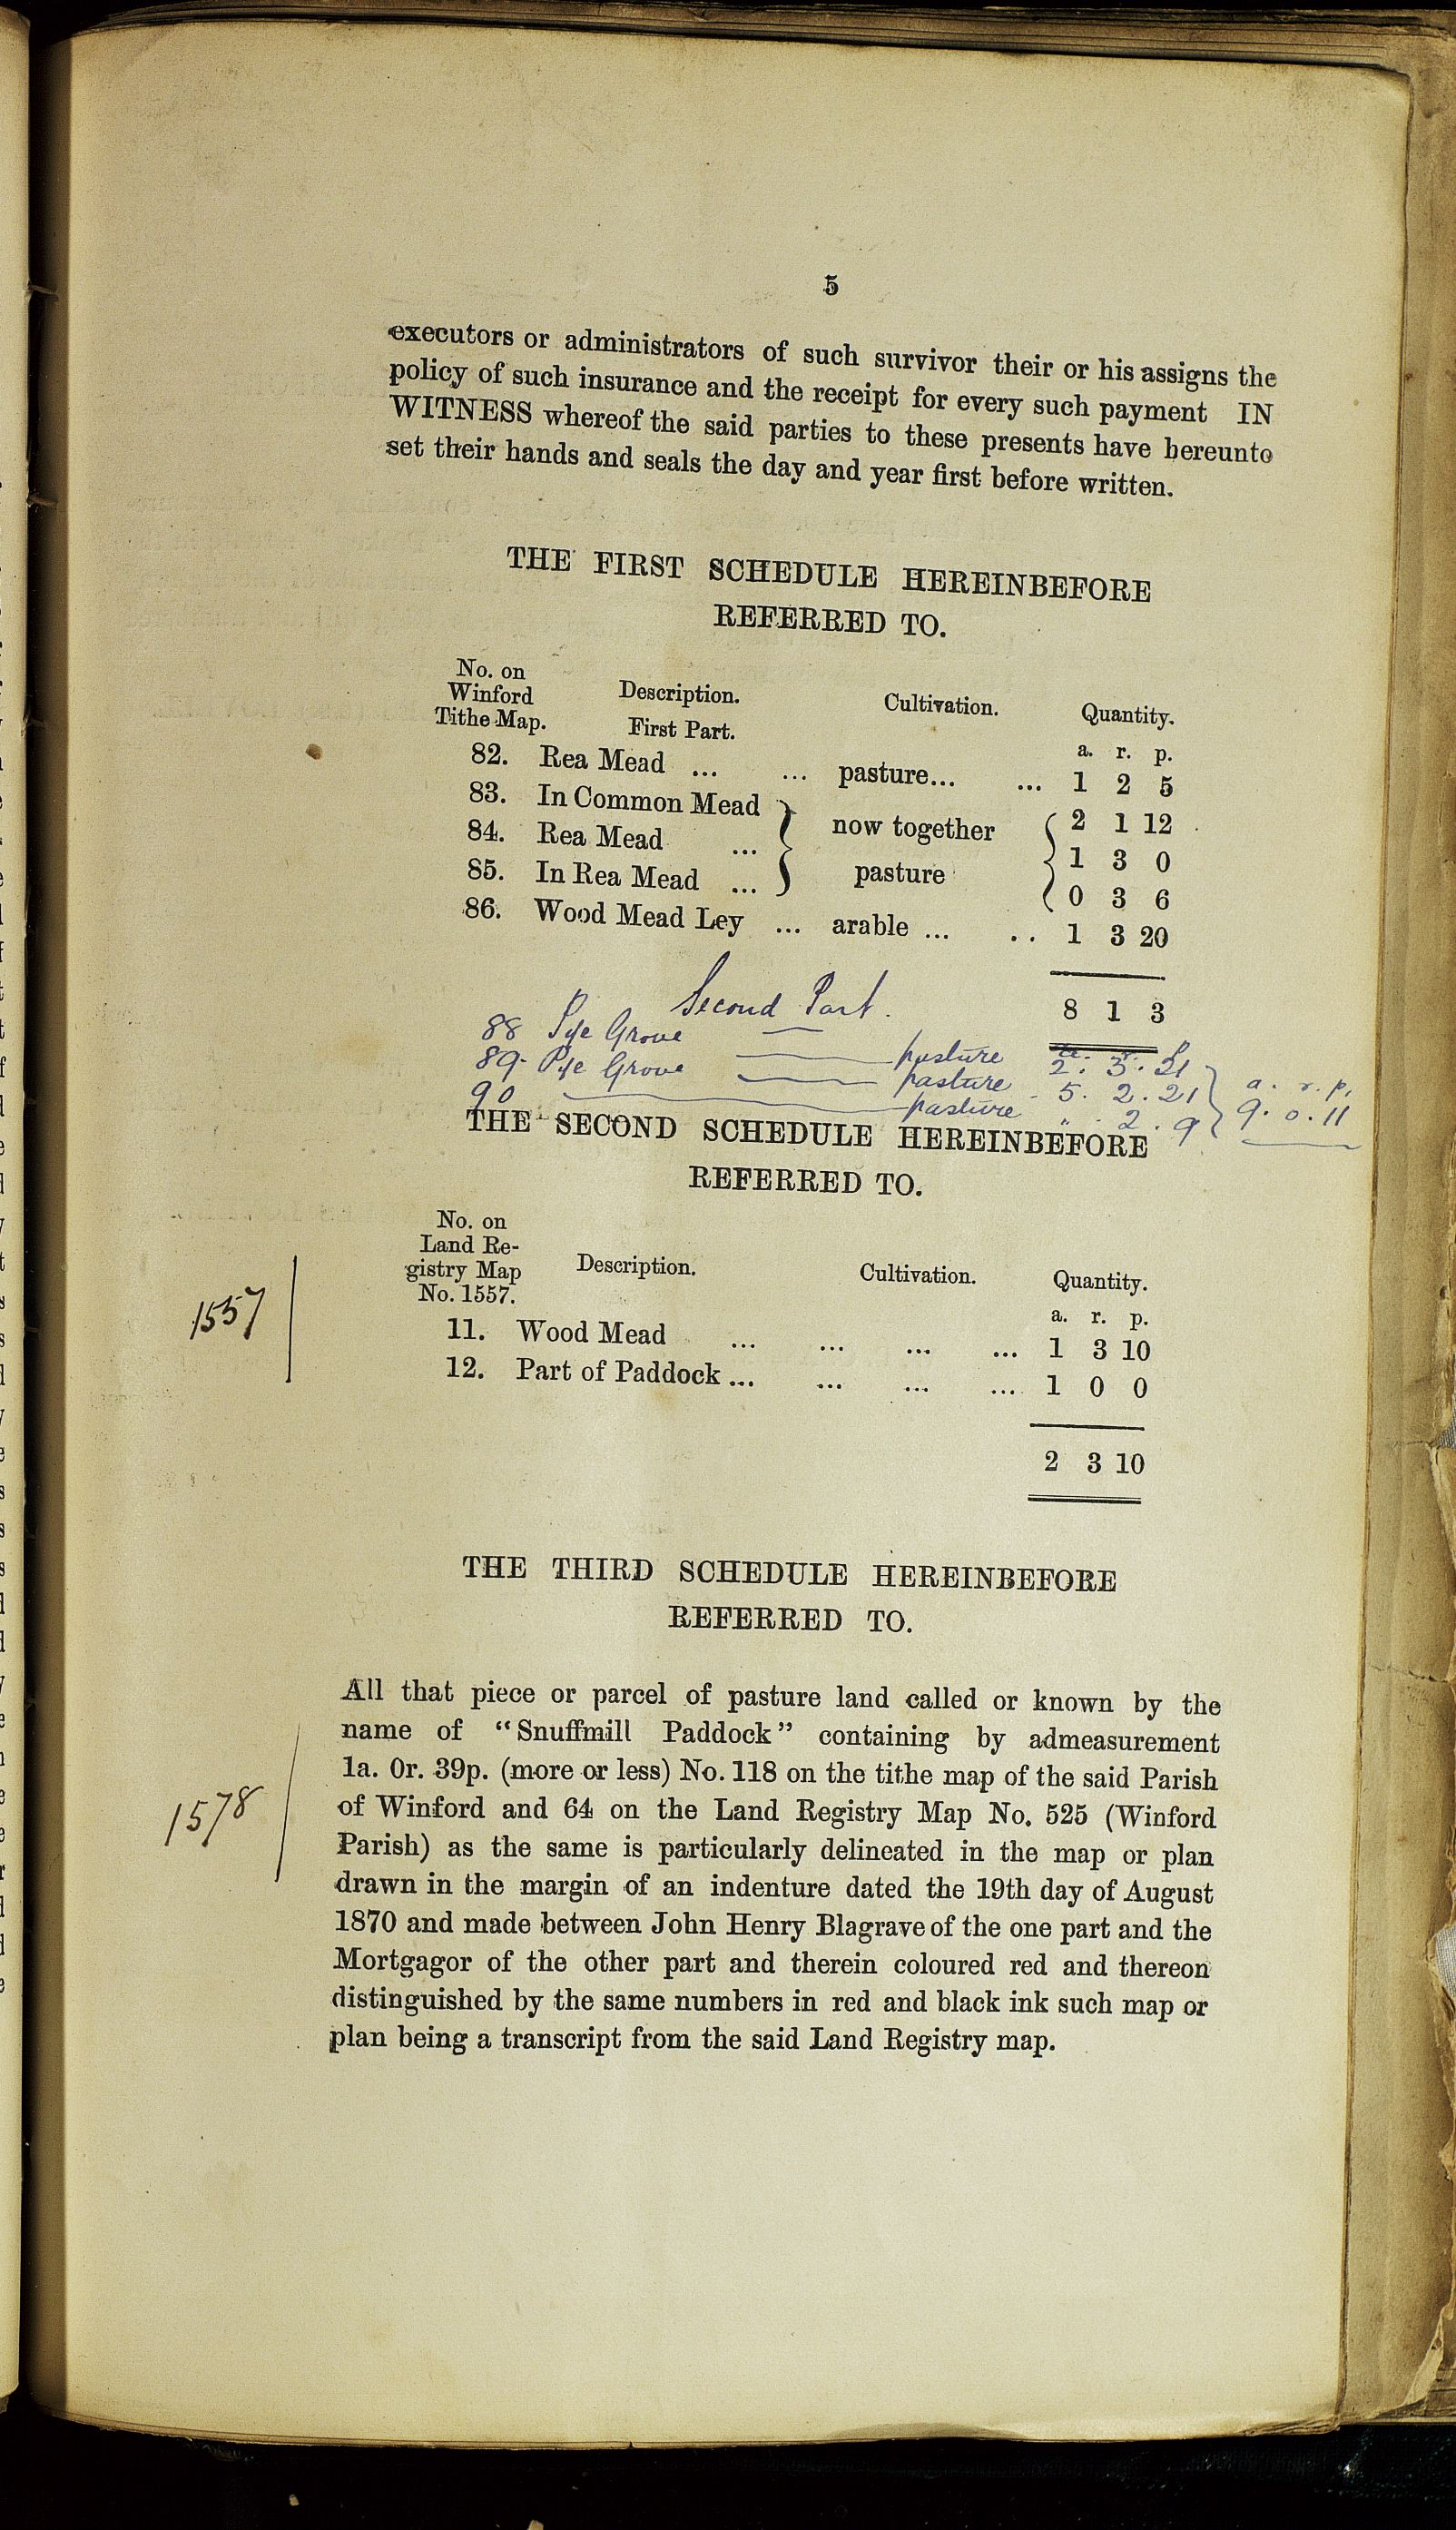 5
executors or administrators of such survivor their or his assigns the
policy of such insurance and the receipt for every such payment IN
WITNESS whereof the said parties to these presents have hereunto
set their hands and seals the day and year first before written.
THE FIRST SCHEDULE HEREINBEFORE
REFERRED TO.
No. on
Winford
Tithe Map. Description. Cultivation. Quantity.
First Part.
a. r. p.
82. Rea Mead ... ... pasture... ... 1 2 5
83. In Common Mead } now together { 2 1 12
84. Rea Mead ... 1 3 0
85. In Rea Mead ... pasture 0 3 6
86. Wood Mead Ley ... arable ... .. 1 3 20
8 1 3
Second Part.
a. r. p
88 Pye Grove — pasture 2. 3. 21
89. Pye Grove — pasture 5. 2. 21 } a. r. p.
90 — pasture " 2. 9 9. 0. 11
THE SECOND SCHEDULE HEREINBEFORE
REFERRED TO.
No. on
Land Re-
gistry Map
No. 1557. Description. Cultivation. Quantity.
a. r. p.
1557
11. Wood Mead ... ... ... ... 1 3 10
12. Part of Paddock ... ... ... ... 1 0 0
2 3 10
THE THIRD SCHEDULE HEREINBEFORE
REFERRED TO.
All that piece or parcel of pasture land called or known by the
name of "Snuffmill Paddock" containing by admeasurement
1a. 0r. 39p. (more or less) No. 118 on the tithe map of the said Parish
1578
of Winford and 64 on the Land Registry Map No. 525 (Winford
Parish) as the same is particularly delineated in the map or plan
drawn in the margin of an indenture dated the 19th day of August
1870 and made between John Henry Blagrave of the one part and the
Mortgagor of the other part and therein coloured red and thereon
distinguished by the same numbers in red and black ink such map or
plan being a transcript from the said Land Registry map.